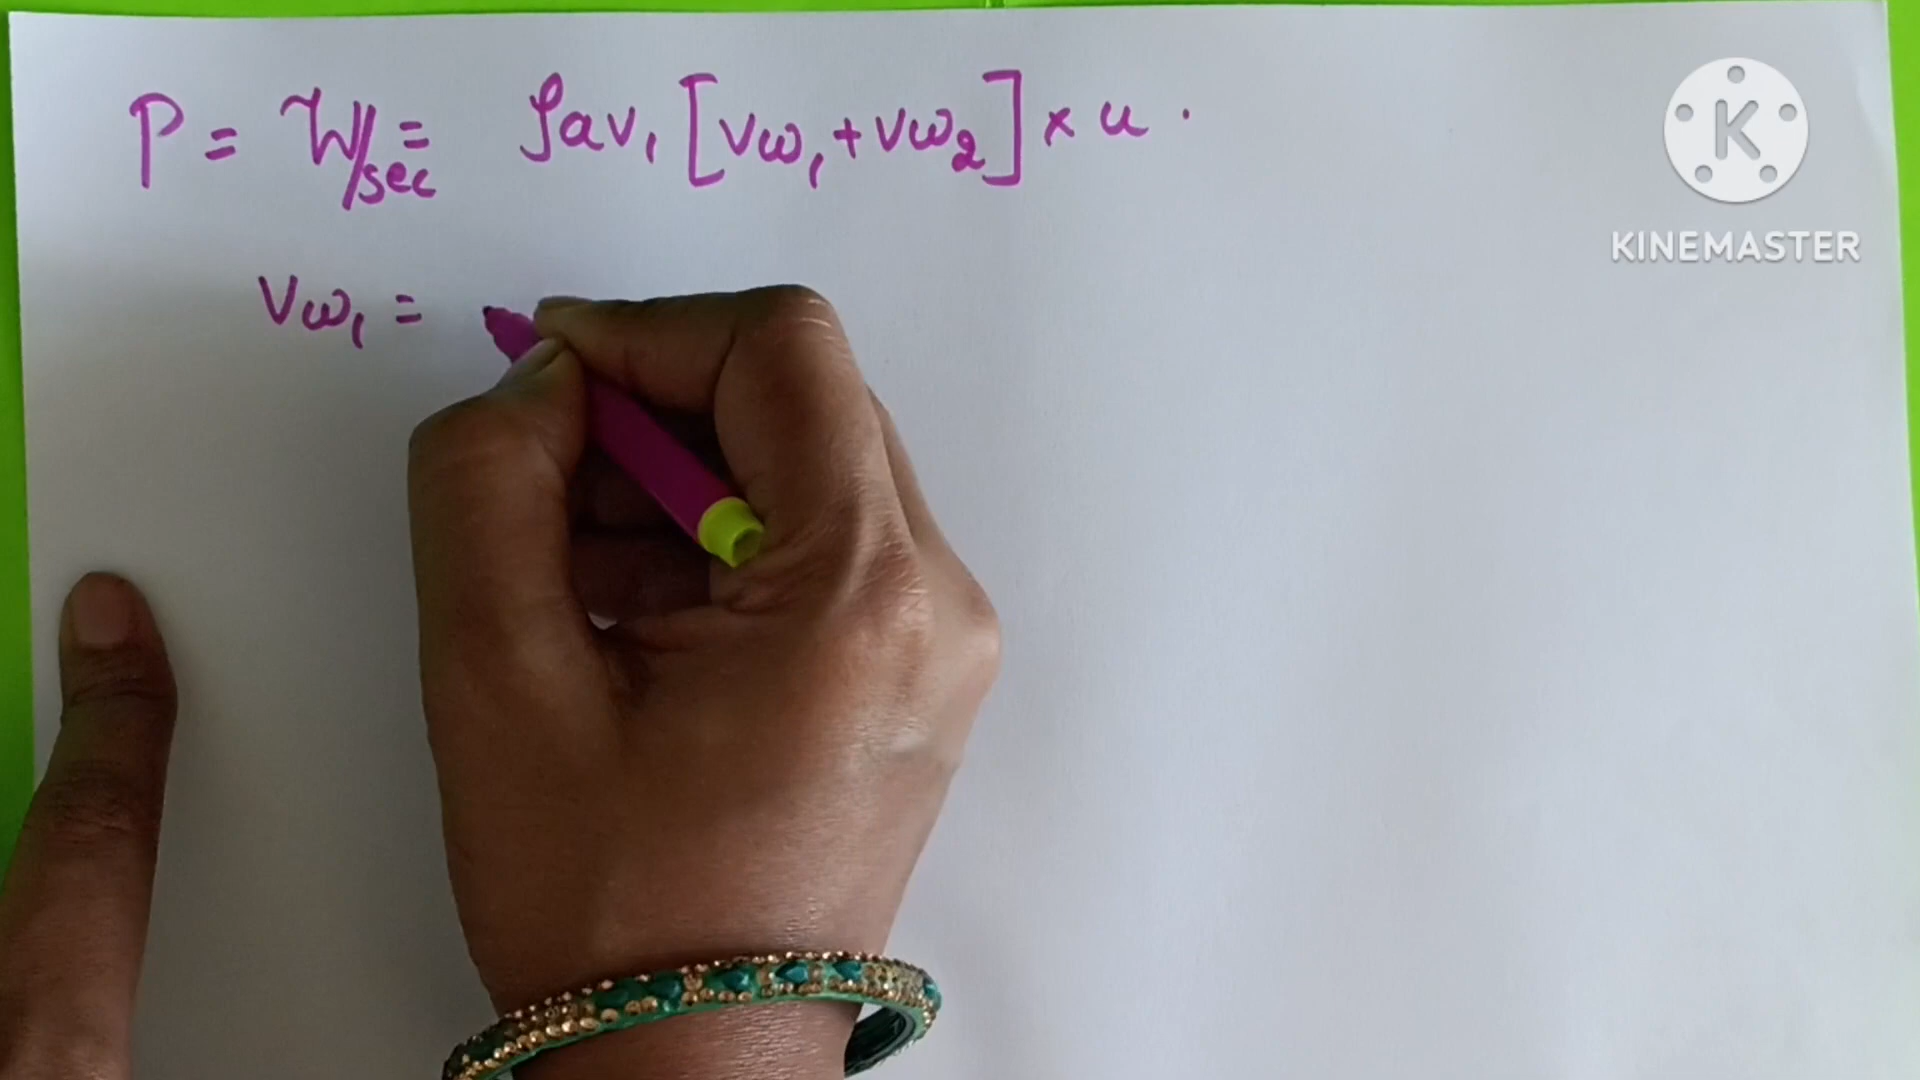 P = W/sec = ρav₁ [Vω₁ + Vω₂] × u .
Vω₁ =
K
KINEMASTER